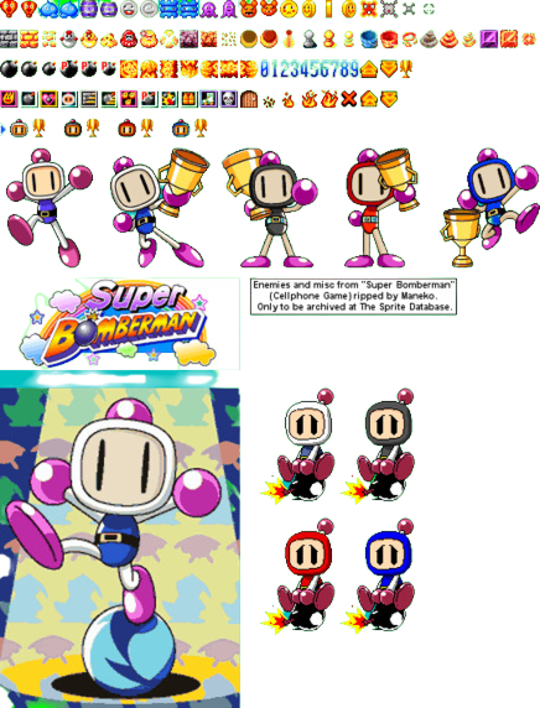 0123456789
Super
BOMBERMAN
Enemies and misc from "Super Bomberman"
(Cellphone Game) ripped by Maneko.
Only to be archived at The Sprite Database.